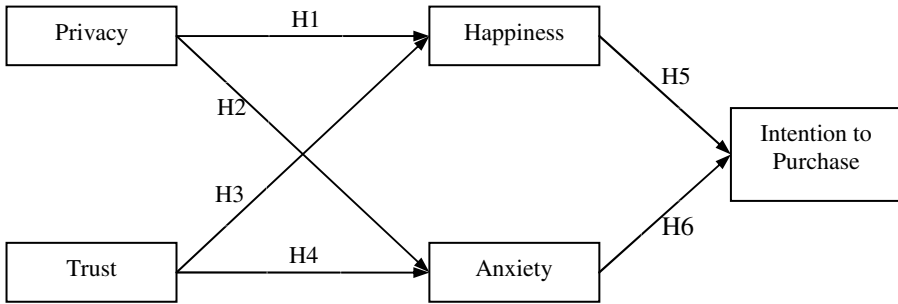 Privacy
H1
Happiness
H2
H5
Intention to
Purchase
H3
H6
Trust
H4
Anxiety